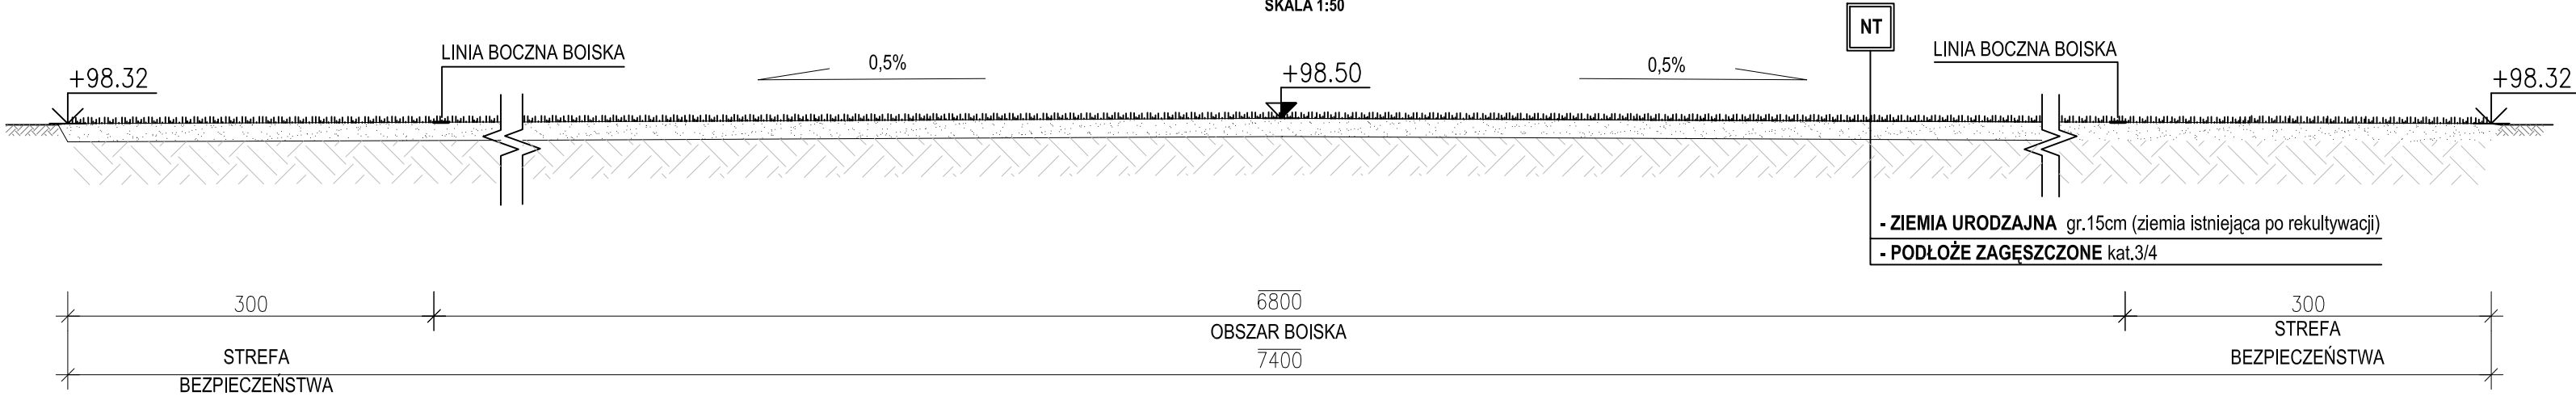 SKALA 1:50
NT
LINIA BOCZNA BOISKA
LINIA BOCZNA BOISKA
0,5%
0,5%
+98.32
+98.50
+98.32
- ZIEMIA URODZAJNA gr.15cm (ziemia istniejąca po rekultywacji)
- PODŁOŻE ZAGĘSZCZONE kat.3/4
300
6800
300
OBSZAR BOISKA
STREFA
BEZPIECZEŃSTWA
7400
STREFA
BEZPIECZEŃSTWA